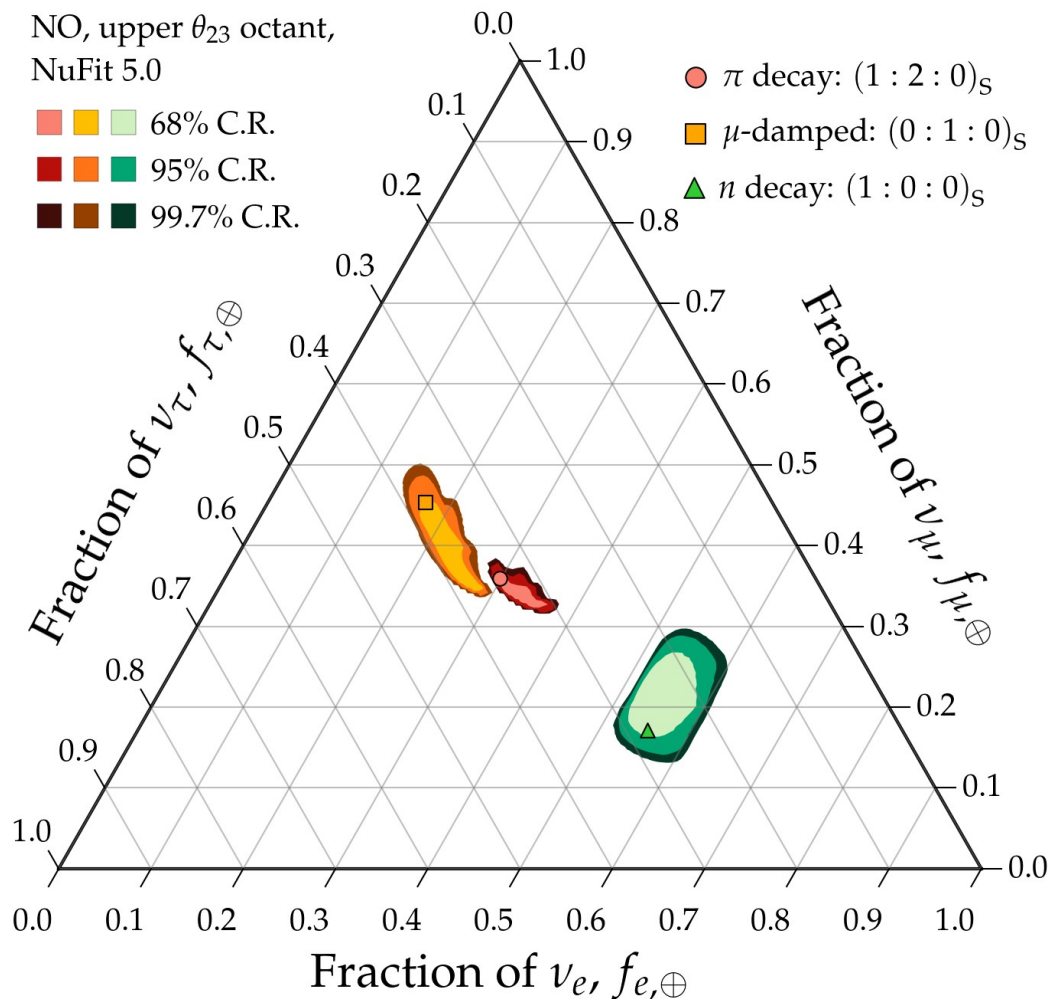 NO, upper θ₂₃ octant,
NuFit 5.0
68% C.R.
95% C.R.
99.7% C.R.
π decay: (1 : 2 : 0)S
μ-damped: (0 : 1 : 0)S
n decay: (1 : 0 : 0)S
Fraction of ντ, fτ,⊕
0.0
0.1
0.2
0.3
0.4
0.5
0.6
0.7
0.8
0.9
1.0
Fraction of νμ, fμ,⊕
1.0
0.9
0.8
0.7
0.6
0.5
0.4
0.3
0.2
0.1
0.0
0.0 0.1 0.2 0.3 0.4 0.5 0.6 0.7 0.8 0.9 1.0
Fraction of νe, fe,⊕